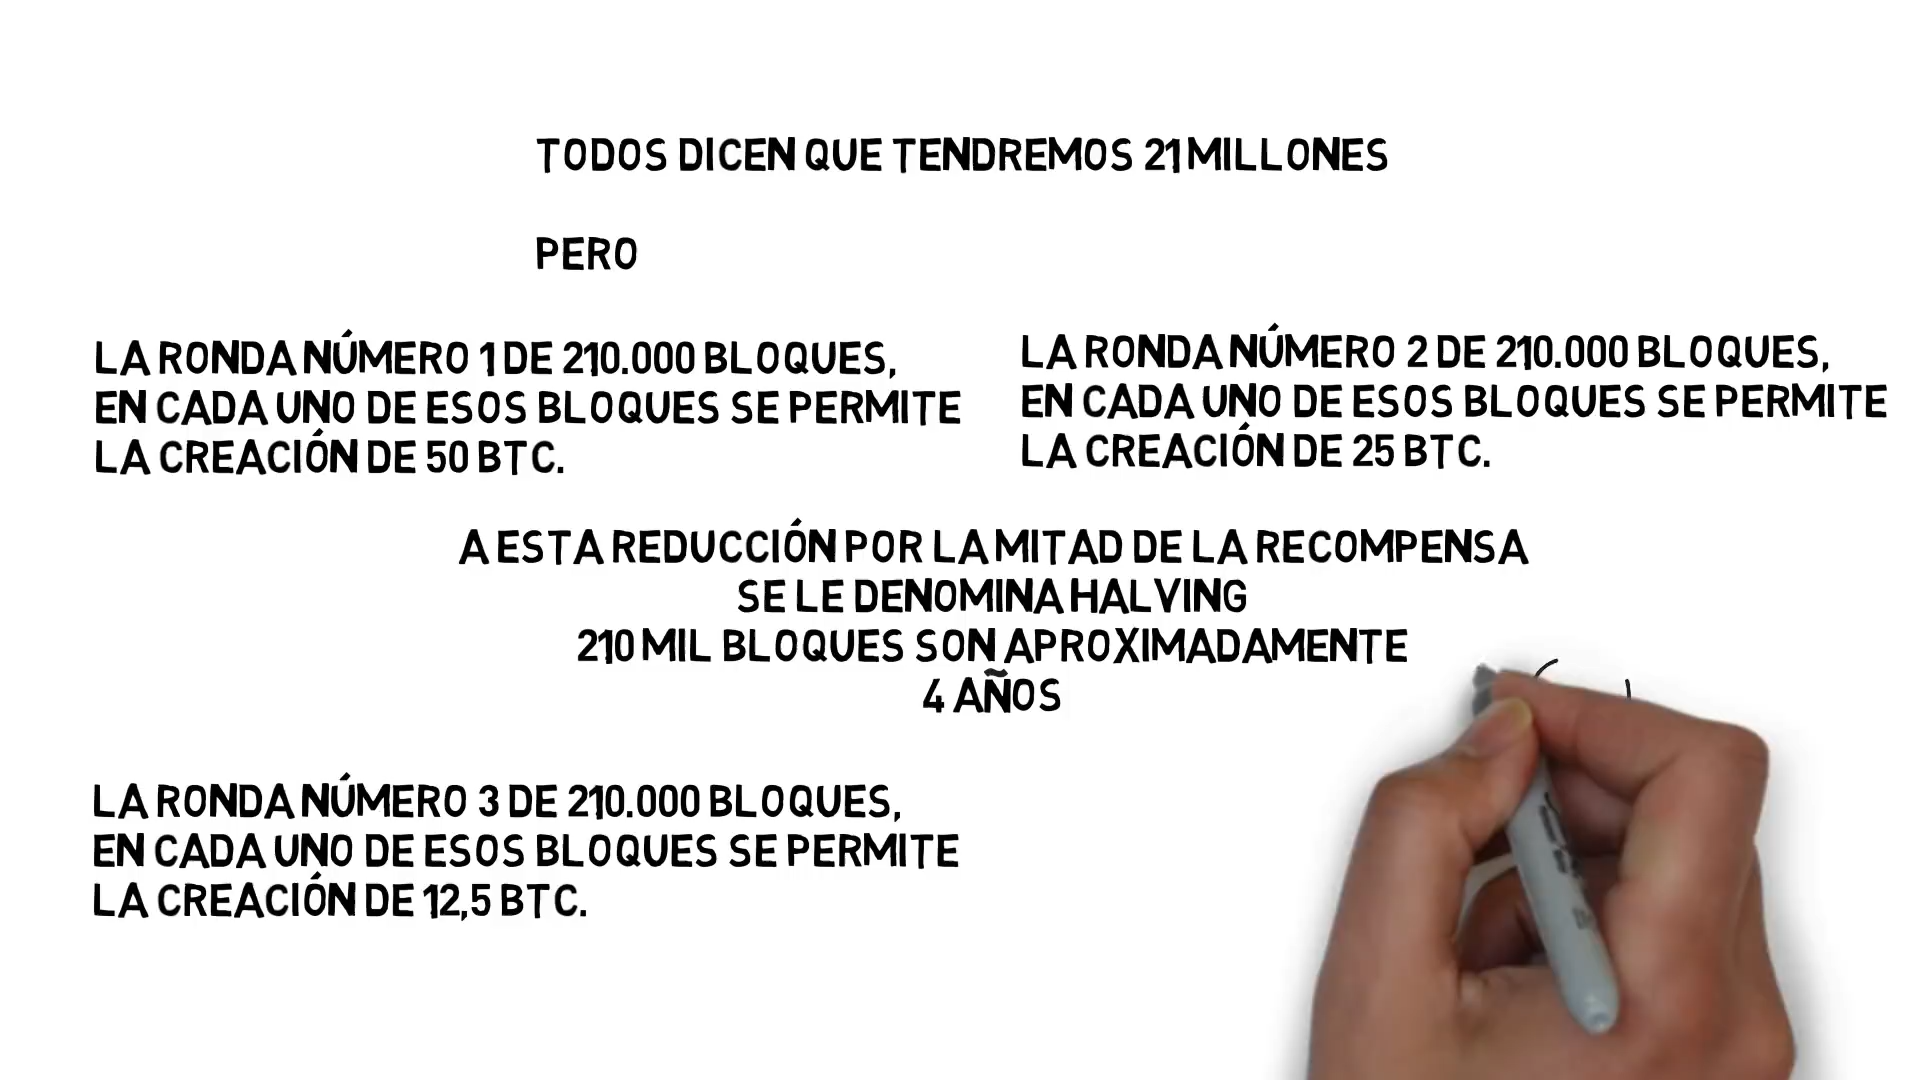 TODOS DICEN QUE TENDREMOS 21 MILLONES
PERO
LA RONDA NÚMERO 1 DE 210.000 BLOQUES,
EN CADA UNO DE ESOS BLOQUES SE PERMITE
LA CREACIÓN DE 50 BTC.
LA RONDA NÚMERO 2 DE 210.000 BLOQUES,
EN CADA UNO DE ESOS BLOQUES SE PERMITE
LA CREACIÓN DE 25 BTC.
A ESTA REDUCCIÓN POR LA MITAD DE LA RECOMPENSA
SE LE DENOMINA HALVING
210 MIL BLOQUES SON APROXIMADAMENTE
4 AÑOS
LA RONDA NÚMERO 3 DE 210.000 BLOQUES,
EN CADA UNO DE ESOS BLOQUES SE PERMITE
LA CREACIÓN DE 12,5 BTC.